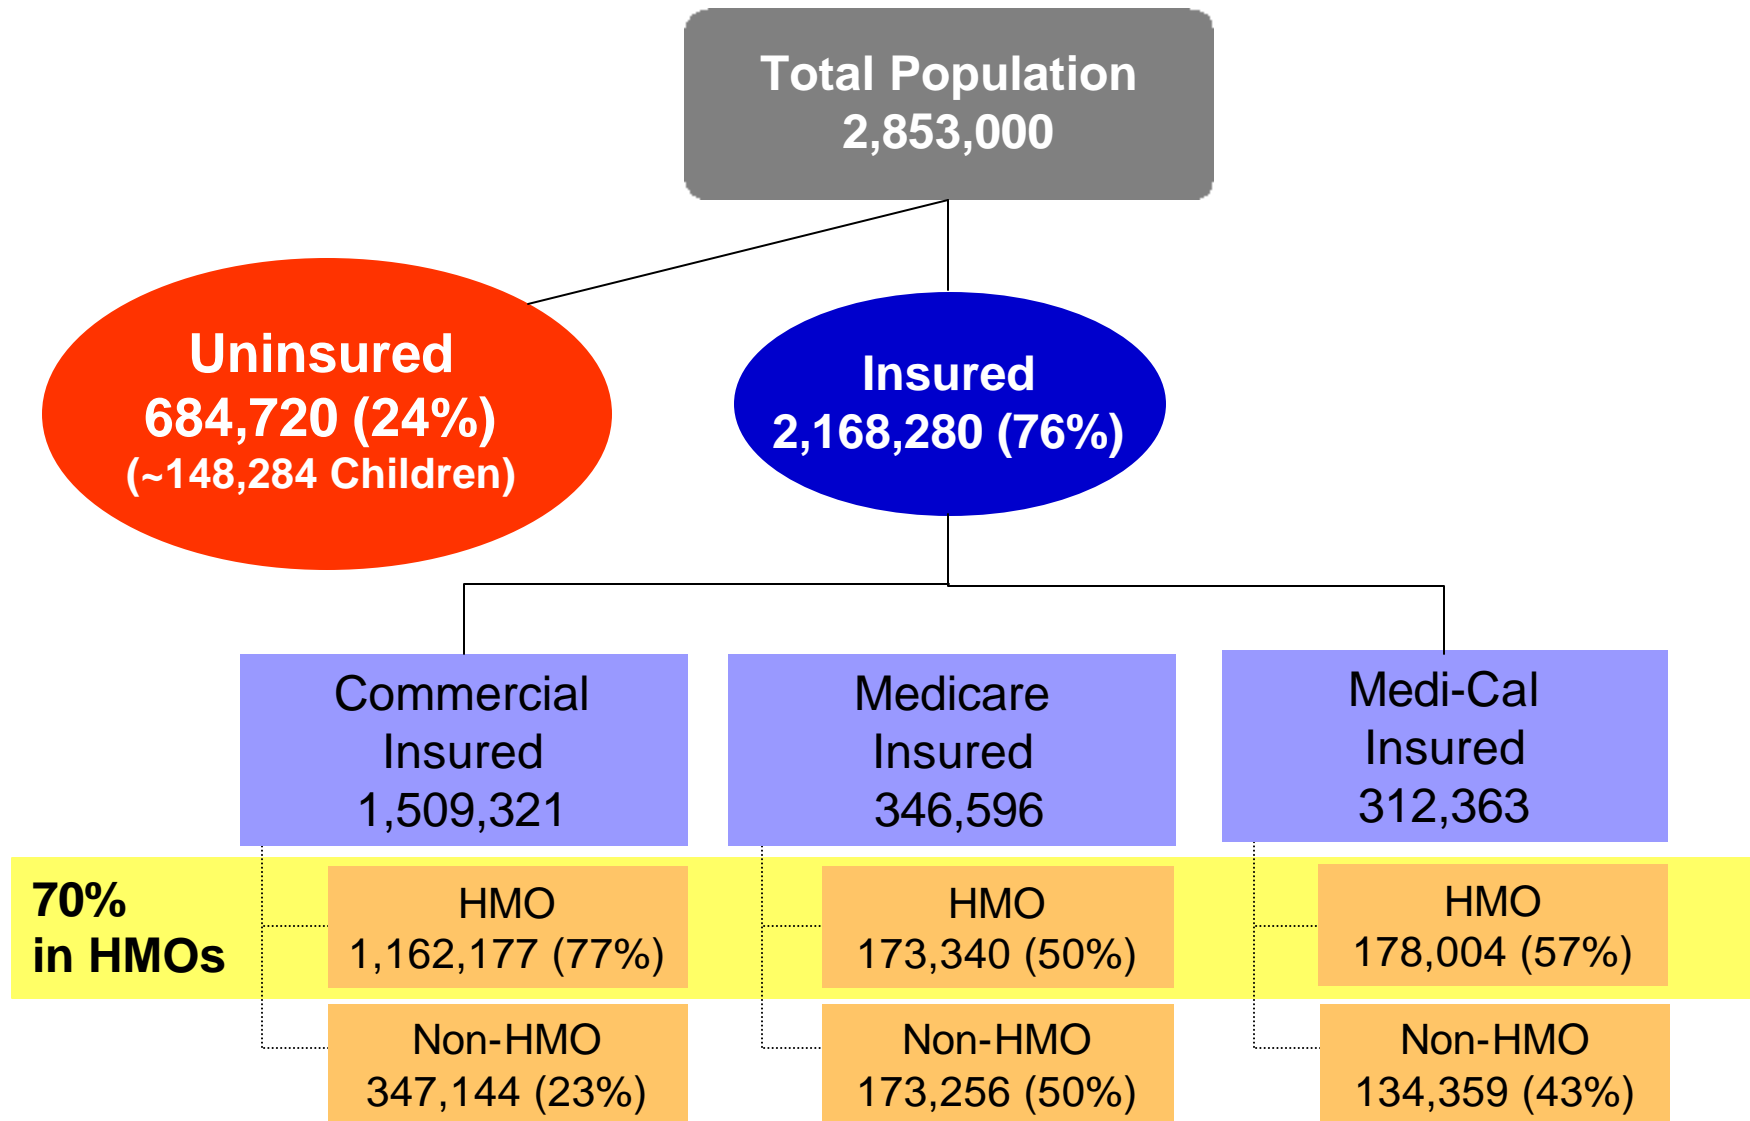 Total Population
2,853,000
Uninsured
684,720 (24%)
(~148,284 Children)
Insured
2,168,280 (76%)
Commercial
Insured
1,509,321
Medicare
Insured
346,596
Medi-Cal
Insured
312,363
70%
in HMOs
HMO
1,162,177 (77%)
HMO
173,340 (50%)
HMO
178,004 (57%)
Non-HMO
347,144 (23%)
Non-HMO
173,256 (50%)
Non-HMO
134,359 (43%)